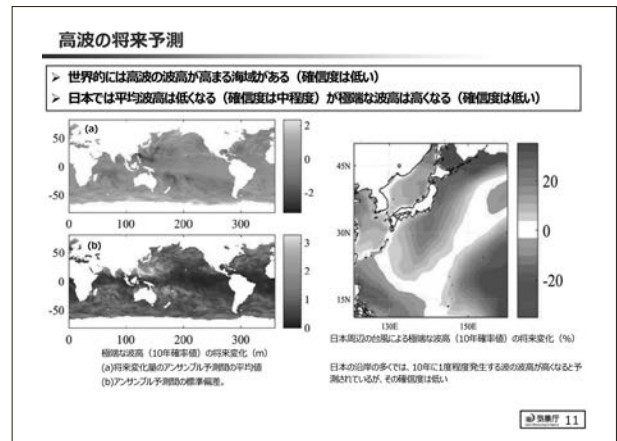 高波の将来予測
➢ 世界的には高波の波高が高まる海域がある（確信度は低い）
➢ 日本では平均波高は低くなる（確信度は中程度）が極端な波高は高くなる（確信度は低い）
(a)
50
0
-50
0 100 200 300
2
0
-2
(b)
50
0
-50
0 100 200 300
3
2
1
0
極端な波高（10年確率値）の将来変化（m）
(a)将来変化量のアンサンブル予測間の平均値
(b)アンサンブル予測間の標準偏差。
45N
30N
15N
130E 150E
20
0
-20
日本周辺の台風による極端な波高（10年確率値）の将来変化（%）
日本の沿岸の多くでは、10年に1度程度発生する波の波高が高くなると予
測されているが、その確信度は低い
気象庁 11